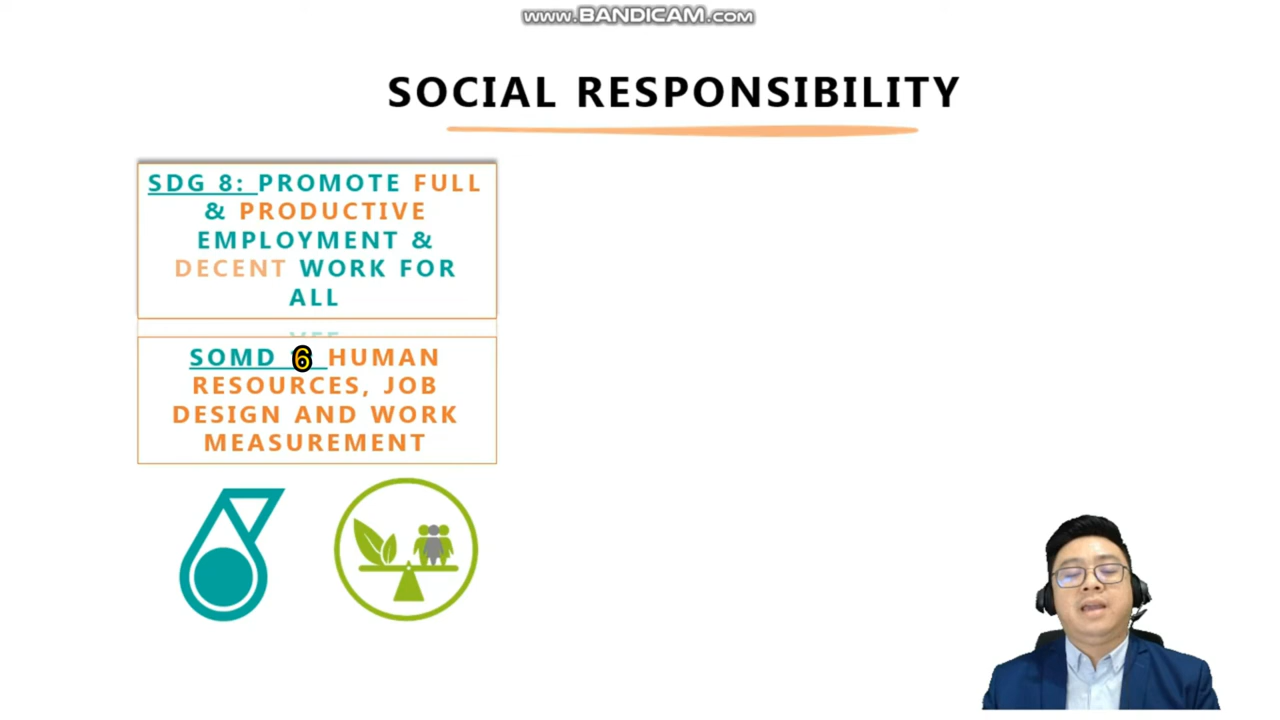 www.BANDICAM.com
SOCIAL RESPONSIBILITY
SDG 8: PROMOTE FULL
& PRODUCTIVE
EMPLOYMENT &
DECENT WORK FOR
ALL
SOMD 6 HUMAN
RESOURCES, JOB
DESIGN AND WORK
MEASUREMENT